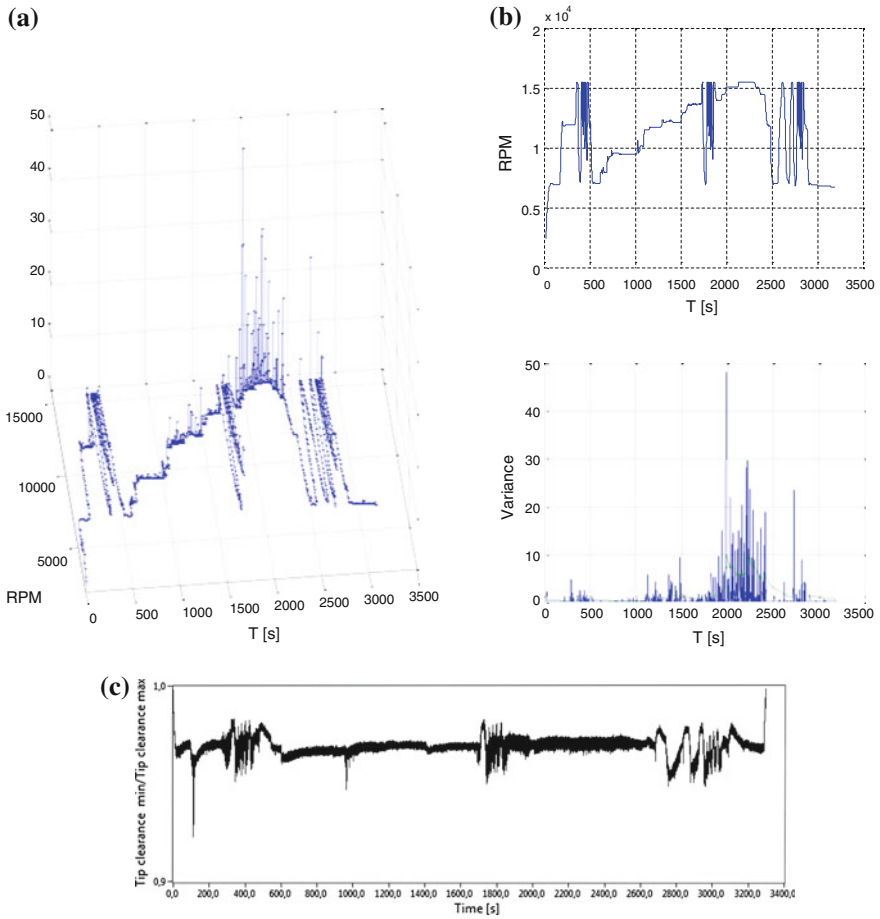 (a)
50
40
30
20
10
0
15000
10000
5000
RPM
0 500 1000 1500 2000 2500 3000 3500
T [s]
(b)
x 10⁴
2
1.5
1
0.5
0
RPM
0 500 1000 1500 2000 2500 3000 3500
T [s]
50
40
30
20
10
0
Variance
0 500 1000 1500 2000 2500 3000 3500
T [s]
(c)
1,0
0,9
Tip clearance min/Tip clearance max
0,0 200,0 400,0 600,0 800,0 1000,0 1200,0 1400,0 1600,0 1800,0 2000,0 2200,0 2400,0 2600,0 2800,0 3000,0 3200,0 3400,0
Time [s]